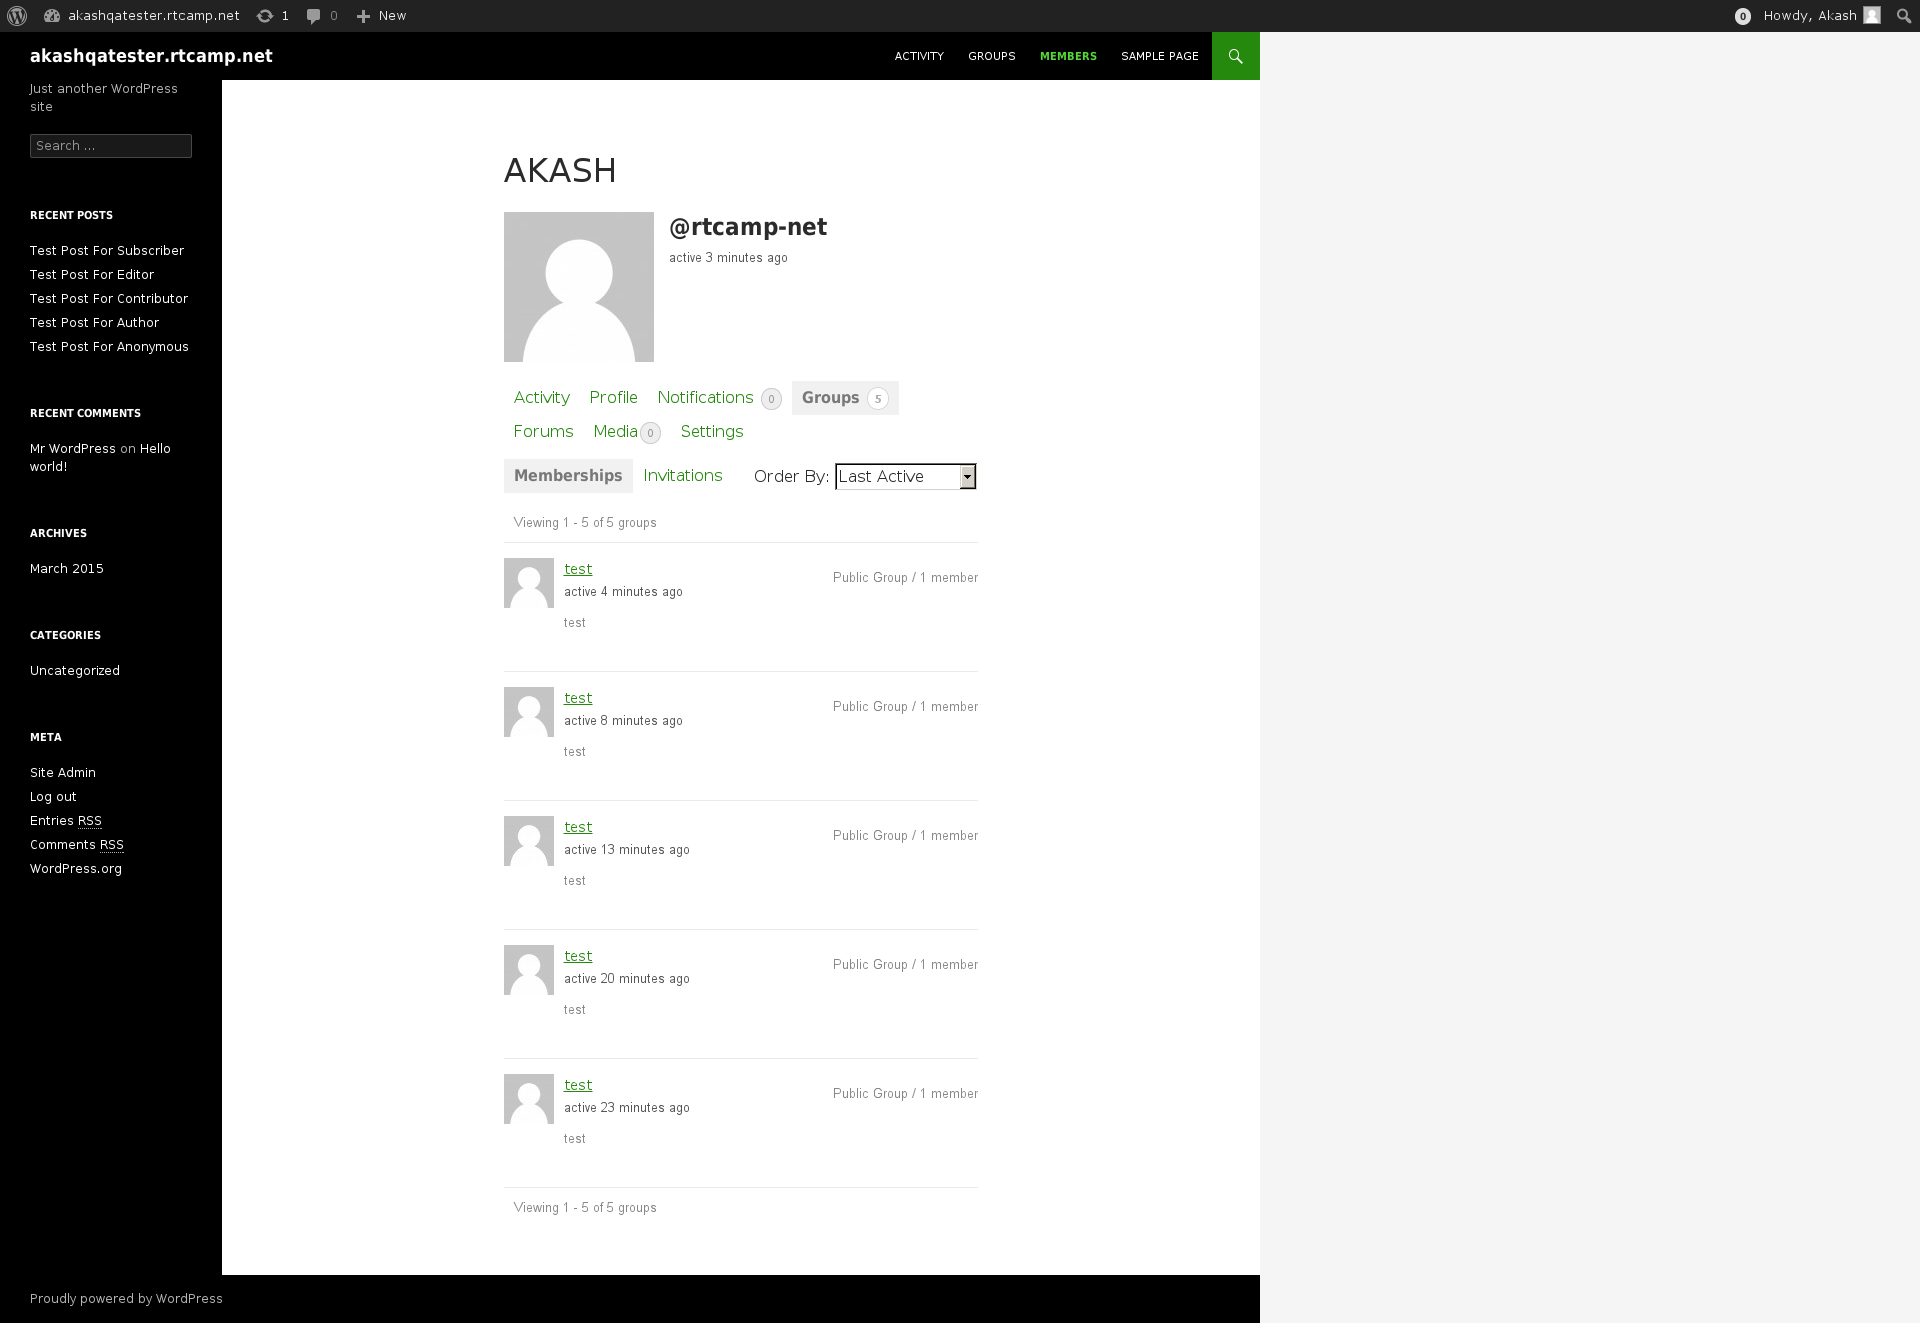 akashqatester.rtcamp.net 1 0 New 0 Howdy, Akash
akashqatester.rtcamp.net ACTIVITY GROUPS MEMBERS SAMPLE PAGE
Just another WordPress
site
Search ...
RECENT POSTS
Test Post For Subscriber
Test Post For Editor
Test Post For Contributor
Test Post For Author
Test Post For Anonymous
RECENT COMMENTS
Mr WordPress on Hello
world!
ARCHIVES
March 2015
CATEGORIES
Uncategorized
META
Site Admin
Log out
Entries RSS
Comments RSS
WordPress.org
AKASH
@rtcamp-net
active 3 minutes ago
Activity Profile Notifications 0 Groups 5
Forums Media 0 Settings
Memberships Invitations Order By: Last Active
Viewing 1 - 5 of 5 groups
test
Public Group / 1 member
active 4 minutes ago
test
test
Public Group / 1 member
active 8 minutes ago
test
test
Public Group / 1 member
active 13 minutes ago
test
test
Public Group / 1 member
active 20 minutes ago
test
test
Public Group / 1 member
active 23 minutes ago
test
Viewing 1 - 5 of 5 groups
Proudly powered by WordPress